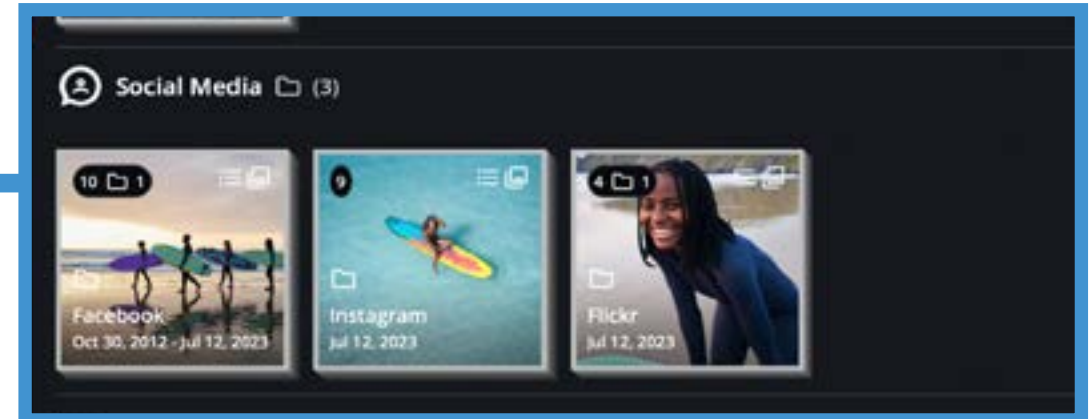 Social Media (3)
10 1
Facebook
Oct 30, 2012 - Jul 12, 2023
9
Instagram
Jul 12, 2023
4 1
Flickr
Jul 12, 2023